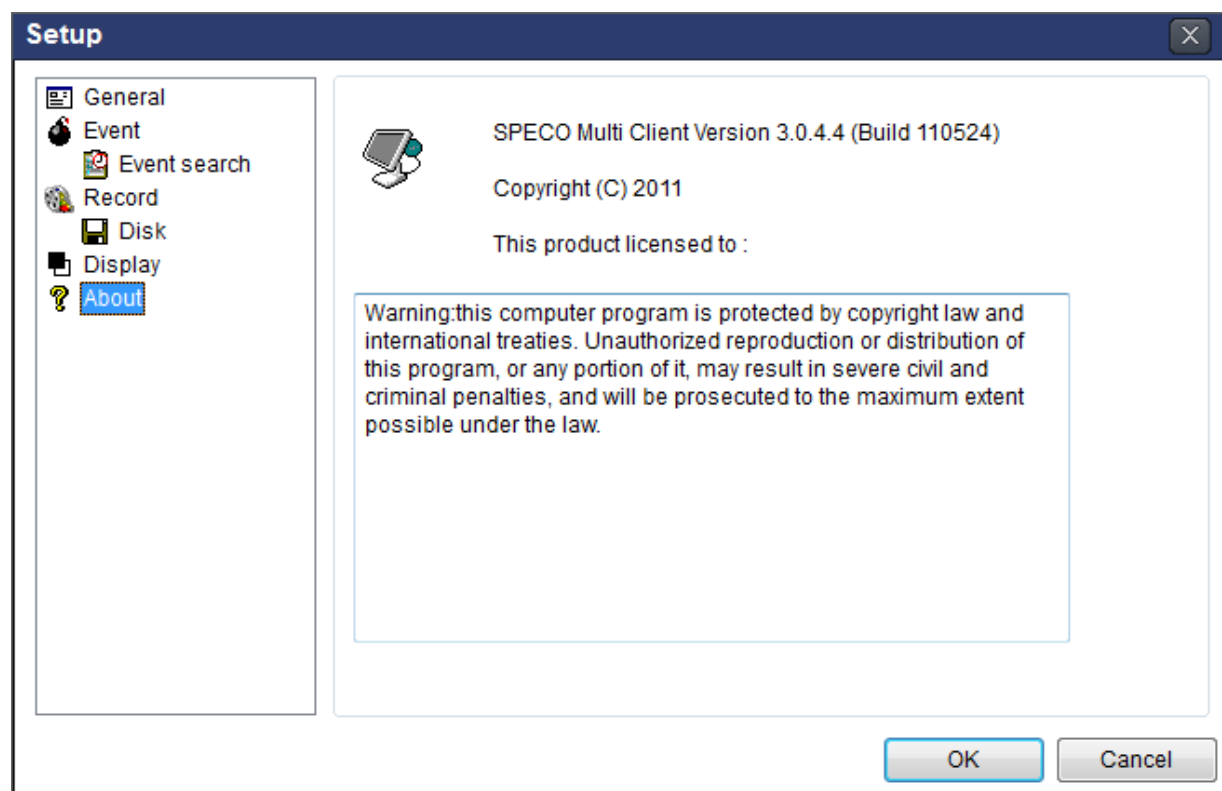 Setup
General
Event
Event search
Record
Disk
Display
About
SPECO Multi Client Version 3.0.4.4 (Build 110524)
Copyright (C) 2011
This product licensed to :
Warning:this computer program is protected by copyright law and
international treaties. Unauthorized reproduction or distribution of
this program, or any portion of it, may result in severe civil and
criminal penalties, and will be prosecuted to the maximum extent
possible under the law.
OK
Cancel